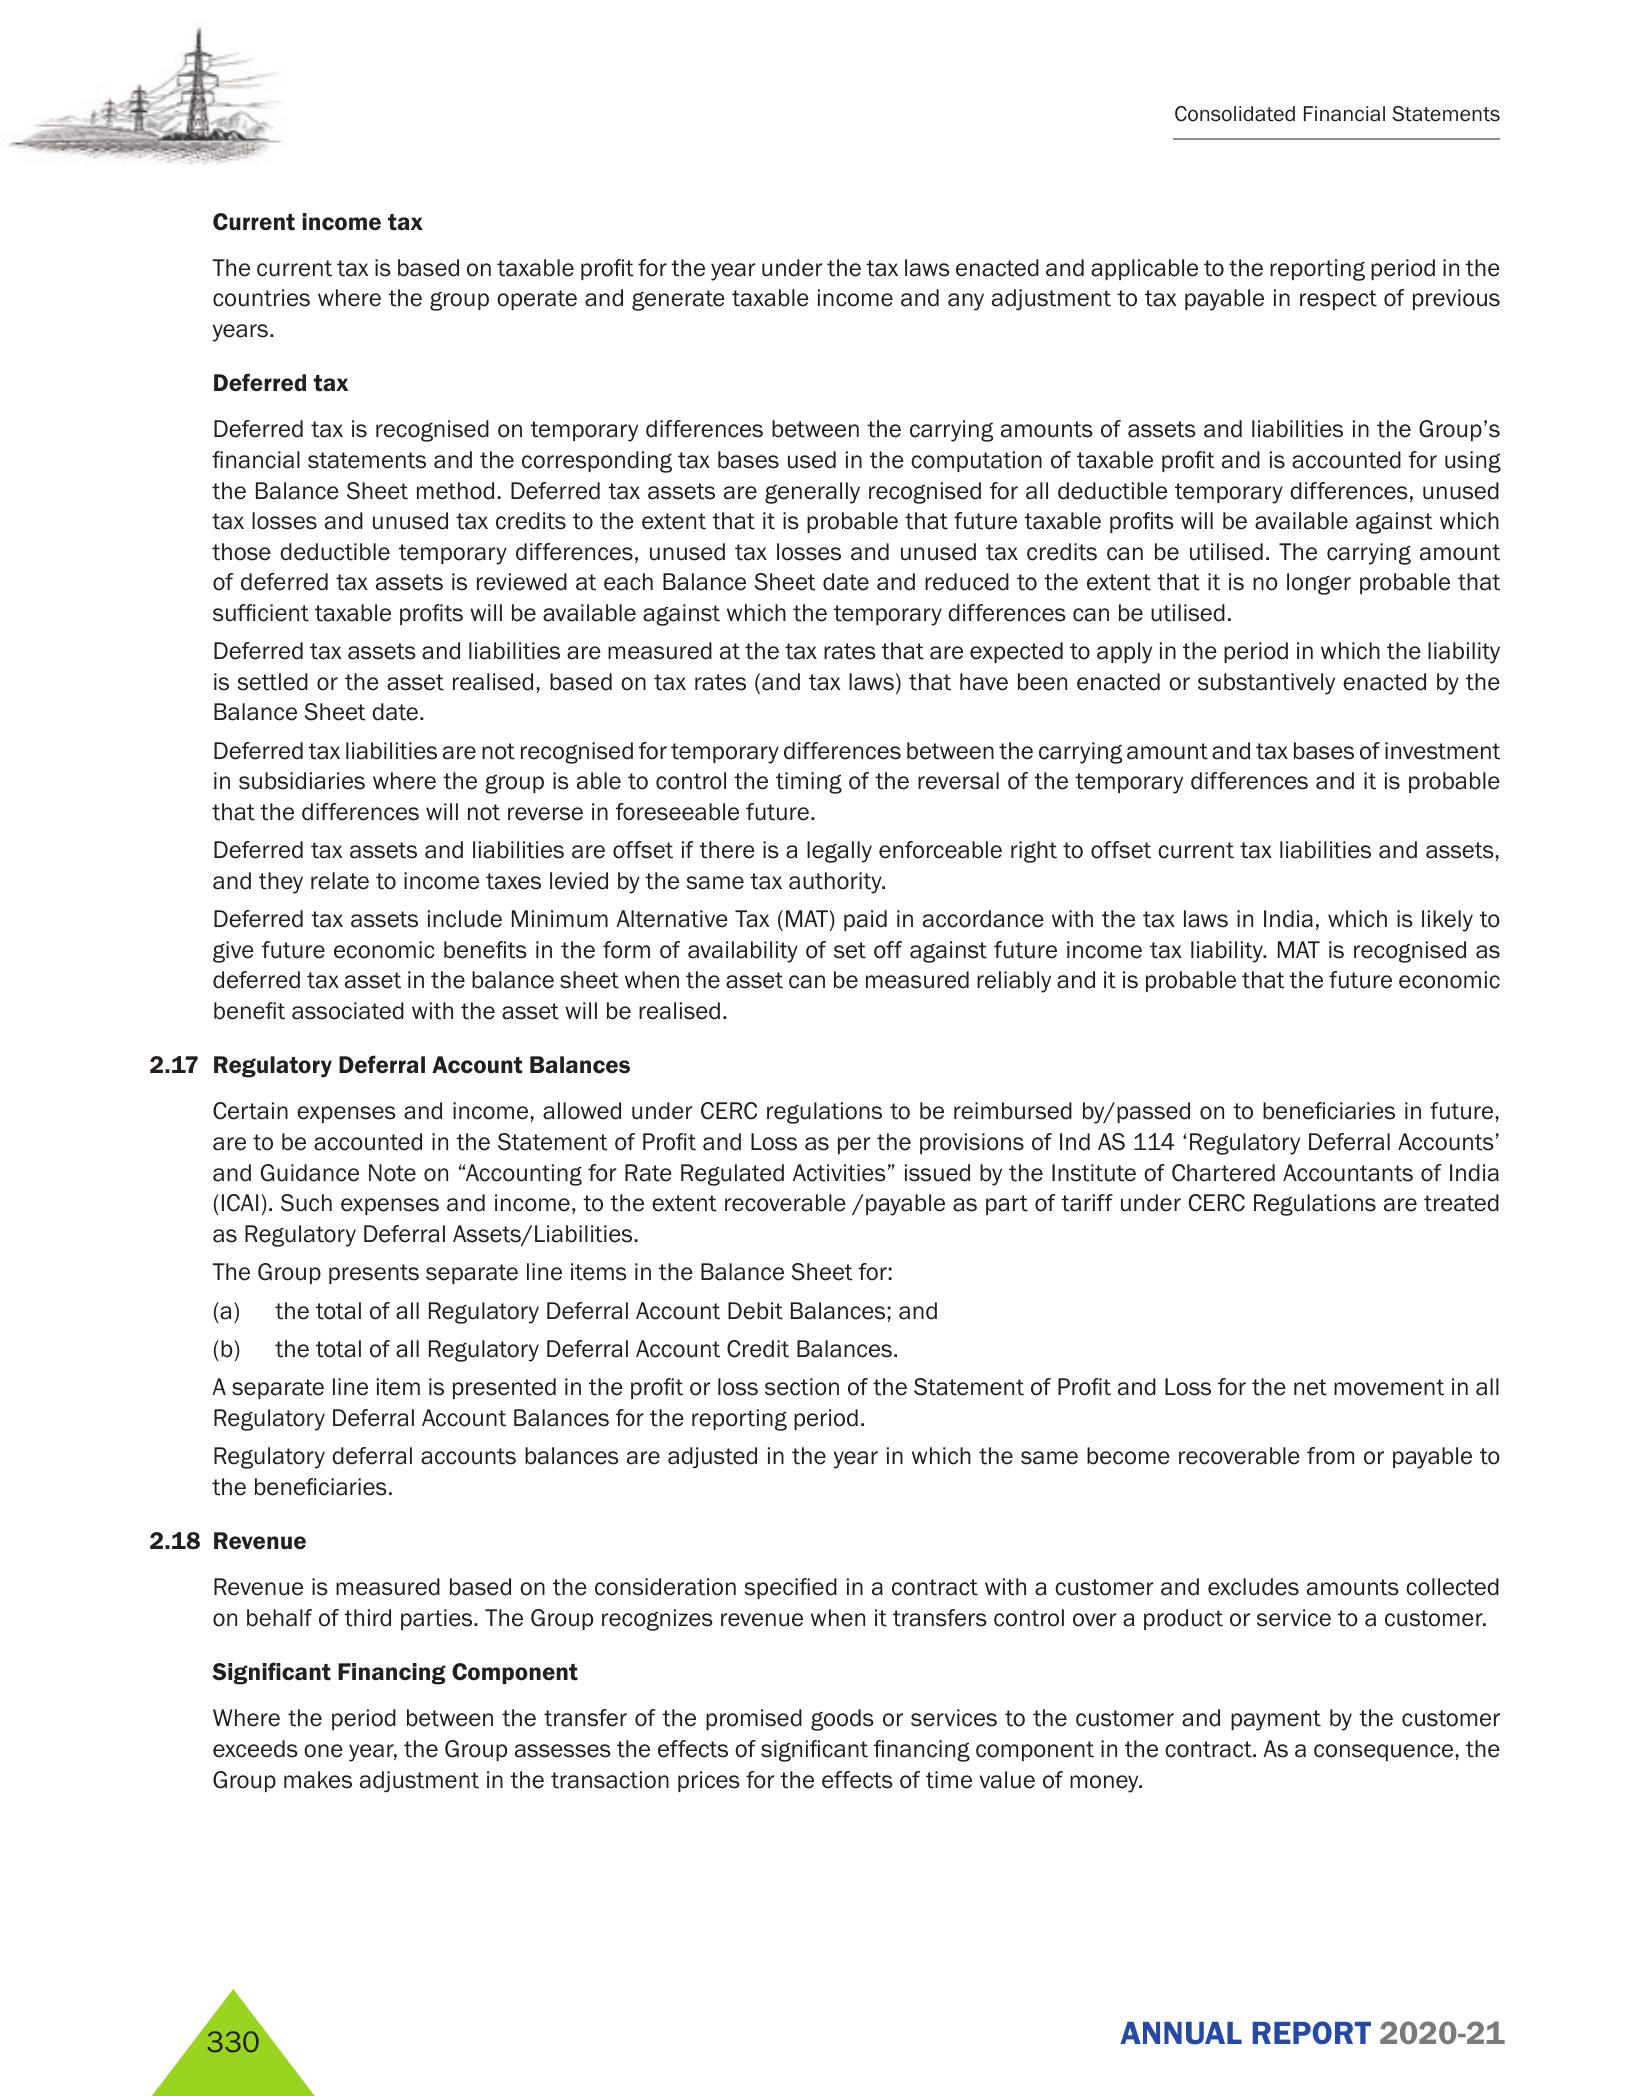 Consolidated Financial Statements
Current income tax
The current tax is based on taxable profit for the year under the tax laws enacted and applicable to the reporting period in the
countries where the group operate and generate taxable income and any adjustment to tax payable in respect of previous
years.
Deferred tax
Deferred tax is recognised on temporary differences between the carrying amounts of assets and liabilities in the Group’s
financial statements and the corresponding tax bases used in the computation of taxable profit and is accounted for using
the Balance Sheet method. Deferred tax assets are generally recognised for all deductible temporary differences, unused
tax losses and unused tax credits to the extent that it is probable that future taxable profits will be available against which
those deductible temporary differences, unused tax losses and unused tax credits can be utilised. The carrying amount
of deferred tax assets is reviewed at each Balance Sheet date and reduced to the extent that it is no longer probable that
sufficient taxable profits will be available against which the temporary differences can be utilised.
Deferred tax assets and liabilities are measured at the tax rates that are expected to apply in the period in which the liability
is settled or the asset realised, based on tax rates (and tax laws) that have been enacted or substantively enacted by the
Balance Sheet date.
Deferred tax liabilities are not recognised for temporary differences between the carrying amount and tax bases of investment
in subsidiaries where the group is able to control the timing of the reversal of the temporary differences and it is probable
that the differences will not reverse in foreseeable future.
Deferred tax assets and liabilities are offset if there is a legally enforceable right to offset current tax liabilities and assets,
and they relate to income taxes levied by the same tax authority.
Deferred tax assets include Minimum Alternative Tax (MAT) paid in accordance with the tax laws in India, which is likely to
give future economic benefits in the form of availability of set off against future income tax liability. MAT is recognised as
deferred tax asset in the balance sheet when the asset can be measured reliably and it is probable that the future economic
benefit associated with the asset will be realised.
2.17 Regulatory Deferral Account Balances
Certain expenses and income, allowed under CERC regulations to be reimbursed by/passed on to beneficiaries in future,
are to be accounted in the Statement of Profit and Loss as per the provisions of Ind AS 114 ‘Regulatory Deferral Accounts’
and Guidance Note on “Accounting for Rate Regulated Activities” issued by the Institute of Chartered Accountants of India
(ICAI). Such expenses and income, to the extent recoverable /payable as part of tariff under CERC Regulations are treated
as Regulatory Deferral Assets/Liabilities.
The Group presents separate line items in the Balance Sheet for:
(a) the total of all Regulatory Deferral Account Debit Balances; and
(b) the total of all Regulatory Deferral Account Credit Balances.
A separate line item is presented in the profit or loss section of the Statement of Profit and Loss for the net movement in all
Regulatory Deferral Account Balances for the reporting period.
Regulatory deferral accounts balances are adjusted in the year in which the same become recoverable from or payable to
the beneficiaries.
2.18 Revenue
Revenue is measured based on the consideration specified in a contract with a customer and excludes amounts collected
on behalf of third parties. The Group recognizes revenue when it transfers control over a product or service to a customer.
Significant Financing Component
Where the period between the transfer of the promised goods or services to the customer and payment by the customer
exceeds one year, the Group assesses the effects of significant financing component in the contract. As a consequence, the
Group makes adjustment in the transaction prices for the effects of time value of money.
330
ANNUAL REPORT 2020-21